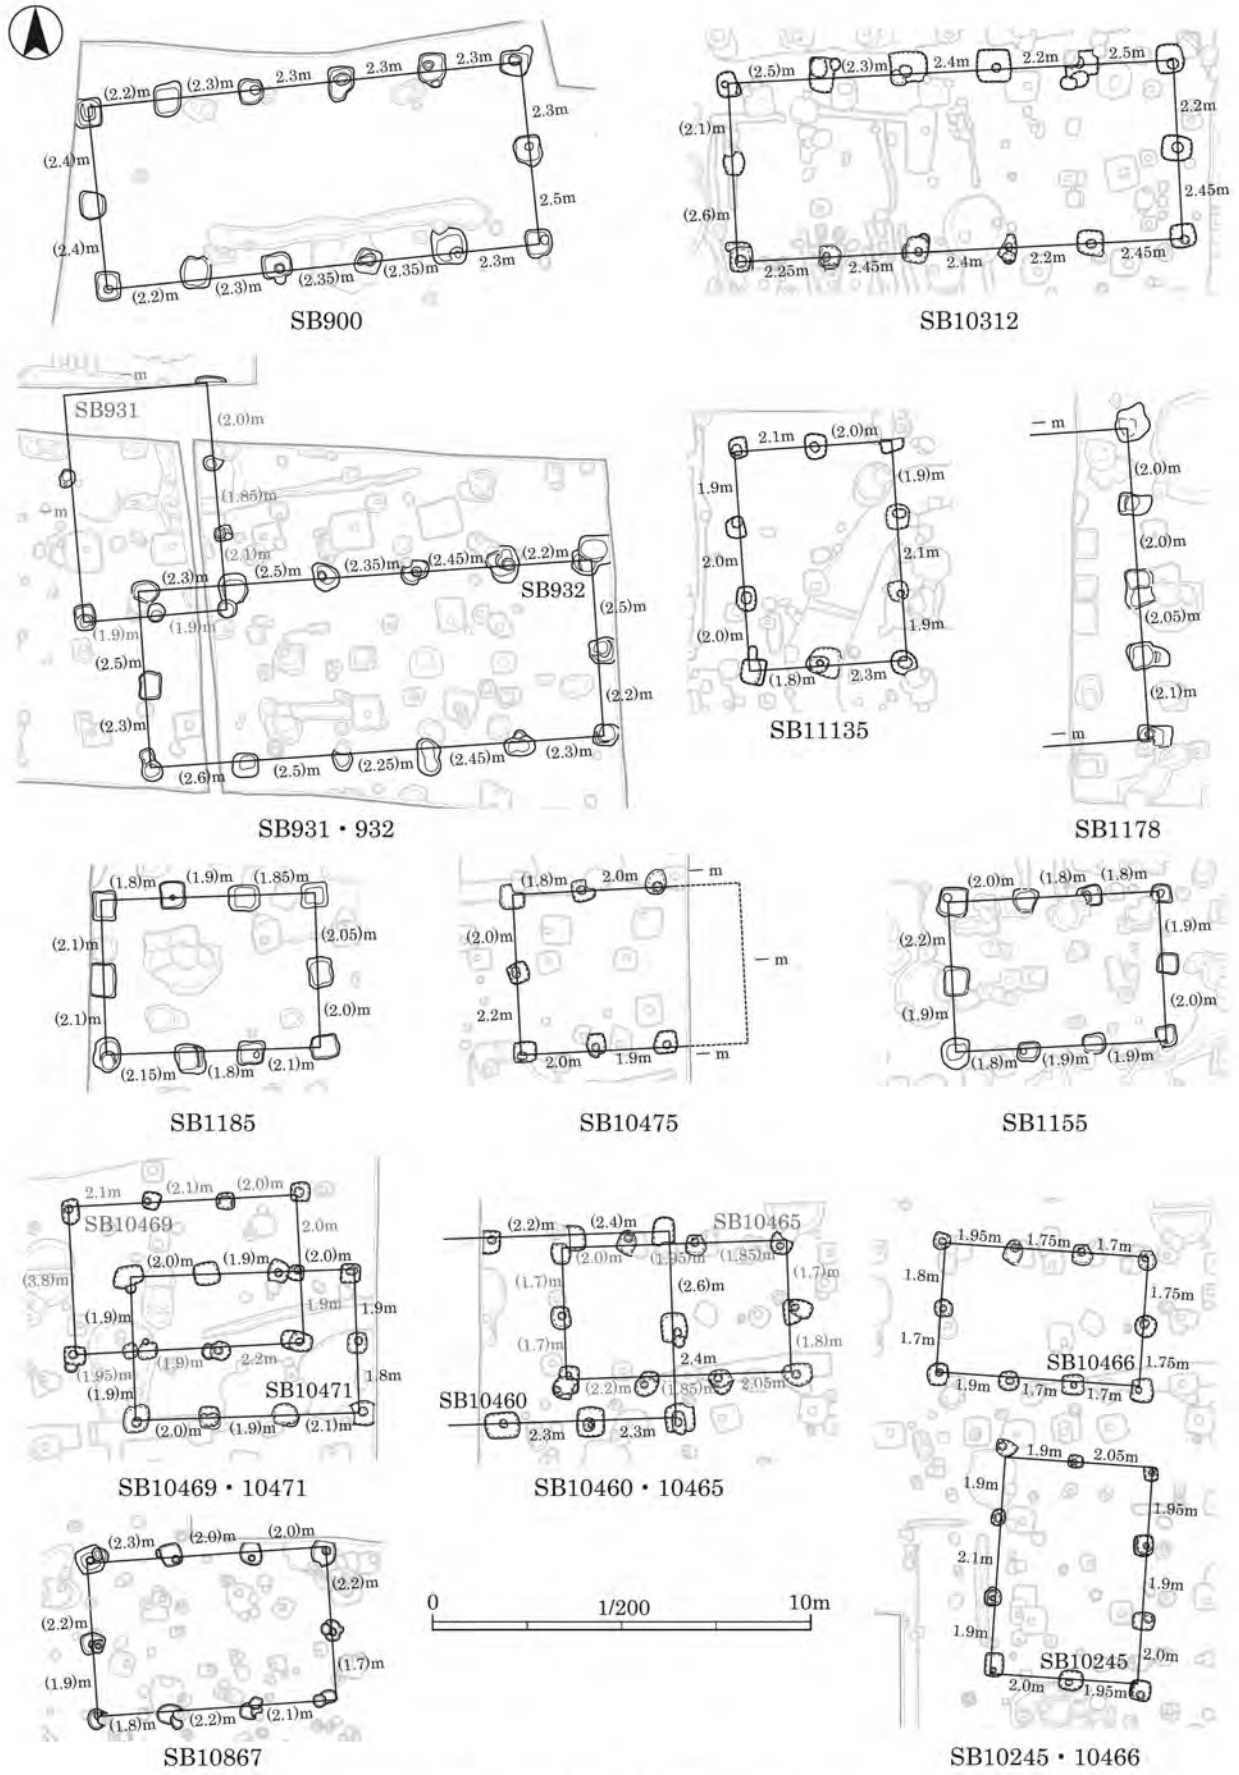 (2.2)m (2.3)m 2.3m 2.3m 2.3m
2.3m
(2.4)m
2.5m
(2.4)m
(2.2)m (2.3)m (2.35)m (2.35)m 2.3m
SB900
(2.5)m (2.3)m 2.4m 2.2m 2.5m
2.2m
(2.1)m
2.45m
(2.6)m
2.25m 2.45m 2.4m 2.2m 2.45m
SB10312
– m
SB931
(2.0)m
– m
(1.85)m
(2.1)m
(2.3)m (2.5)m (2.35)m (2.45)m (2.2)m
SB932
(2.5)m
(1.9)m (1.9)m
(2.5)m
(2.2)m
(2.3)m
(2.6)m (2.5)m (2.25)m (2.45)m (2.3)m
SB931・932
2.1m (2.0)m
1.9m (1.9)m
2.0m 2.1m
(2.0)m 1.9m
(1.8)m 2.3m
SB11135
– m
(2.0)m
(2.0)m
(2.05)m
(2.1)m
– m
SB1178
(1.8)m (1.9)m (1.85)m
(2.1)m (2.05)m
(2.1)m (2.0)m
(2.15)m (1.8)m (2.1)m
SB1185
(1.8)m 2.0m – m
(2.0)m
– m
2.2m
2.0m 1.9m – m
SB10475
(2.0)m (1.8)m (1.8)m
(2.2)m (1.9)m
(1.9)m (2.0)m
(1.8)m (1.9)m (1.9)m
SB1155
2.1m (2.1)m (2.0)m
SB10469
2.0m
(2.0)m (1.9)m (2.0)m
(3.8)m
(1.9)m 1.9m 1.9m
(1.95)m (1.9)m 2.2m
1.8m
(1.9)m
SB10471
(2.0)m (1.9)m (2.1)m
SB10469・10471
(2.2)m (2.4)m SB10465
(2.0)m (1.95)m (1.85)m
(1.7)m (2.6)m (1.7)m
(1.7)m 2.4m (1.8)m
(2.2)m (1.85)m 2.05m
SB10460
2.3m 2.3m
SB10460・10465
1.95m 1.75m 1.7m
1.8m 1.75m
1.7m
SB10466 1.75m
1.9m 1.7m 1.7m
1.9m 2.05m
1.9m 1.95m
2.1m 1.9m
1.9m
SB10245 2.0m
2.0m 1.95m
SB10245・10466
(2.3)m (2.0)m (2.0)m
(2.2)m
(2.2)m
(1.9)m (1.7)m
(1.8)m (2.2)m (2.1)m
SB10867
0 1/200 10m